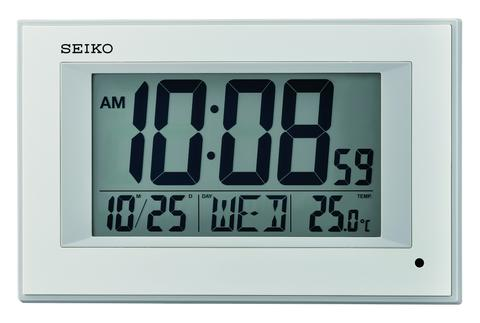 SEIKO
AM 10:08 59
M D DAY TEMP.
10/25 WED 25.0°C